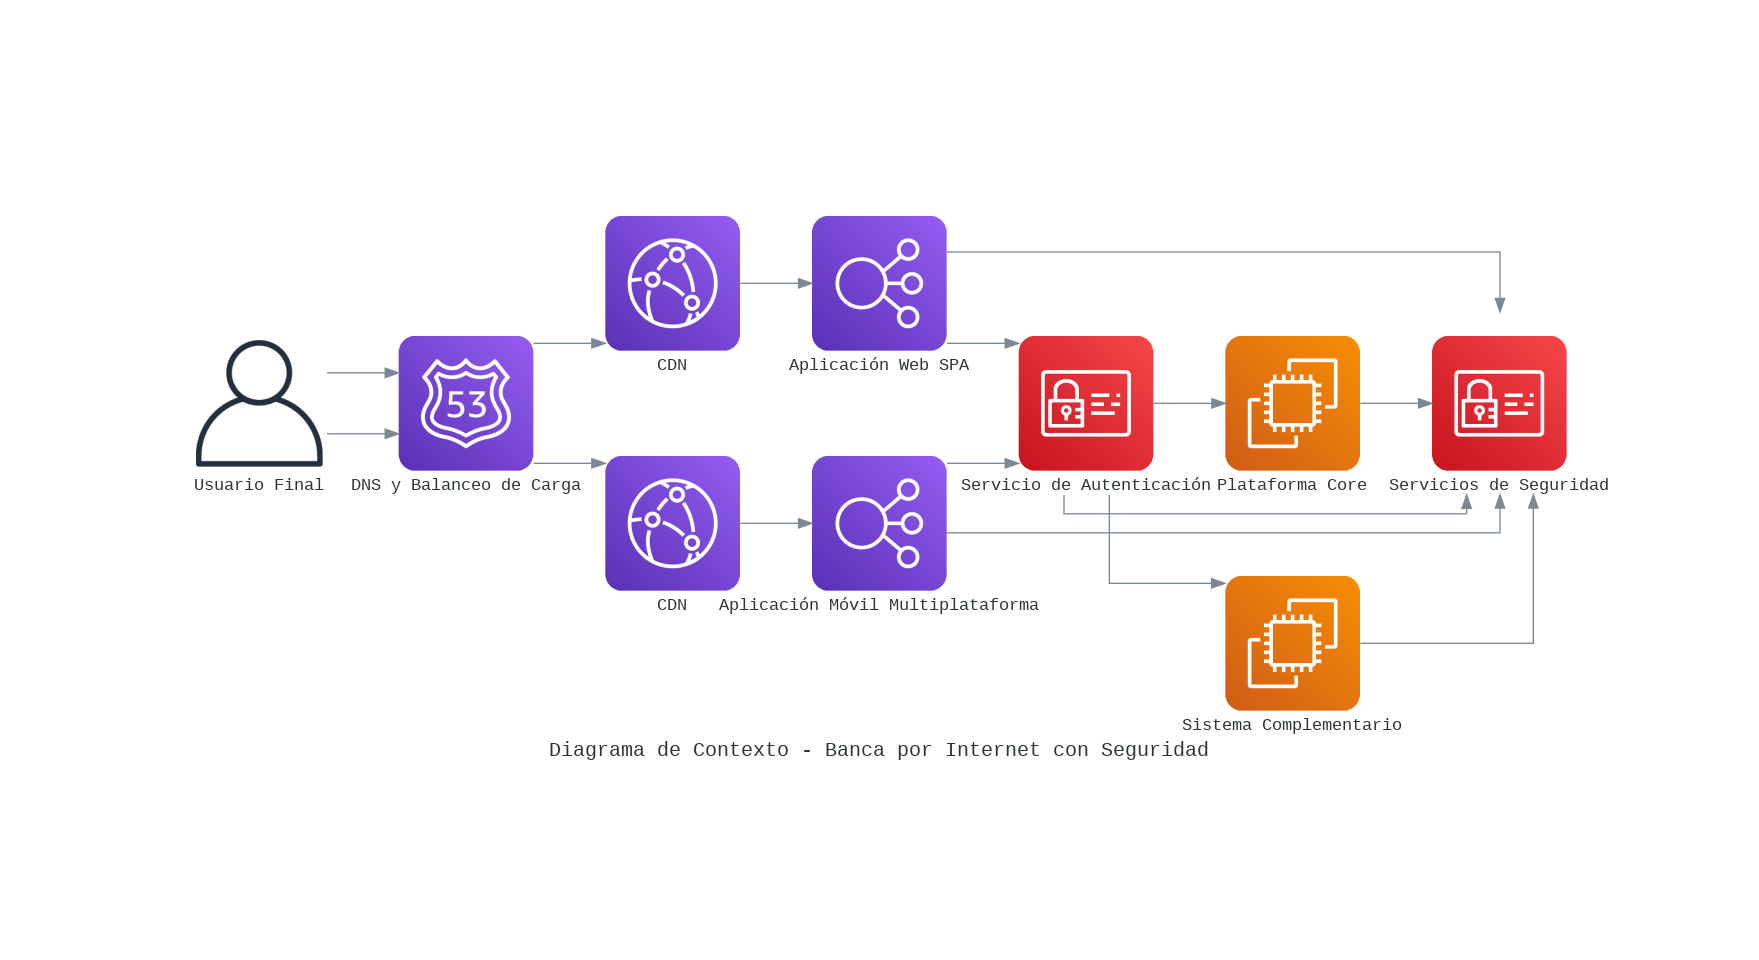 CDN
Aplicación Web SPA
53
Usuario Final
DNS y Balanceo de Carga
Servicio de Autenticación
Plataforma Core
Servicios de Seguridad
CDN
Aplicación Móvil Multiplataforma
Sistema Complementario
Diagrama de Contexto - Banca por Internet con Seguridad